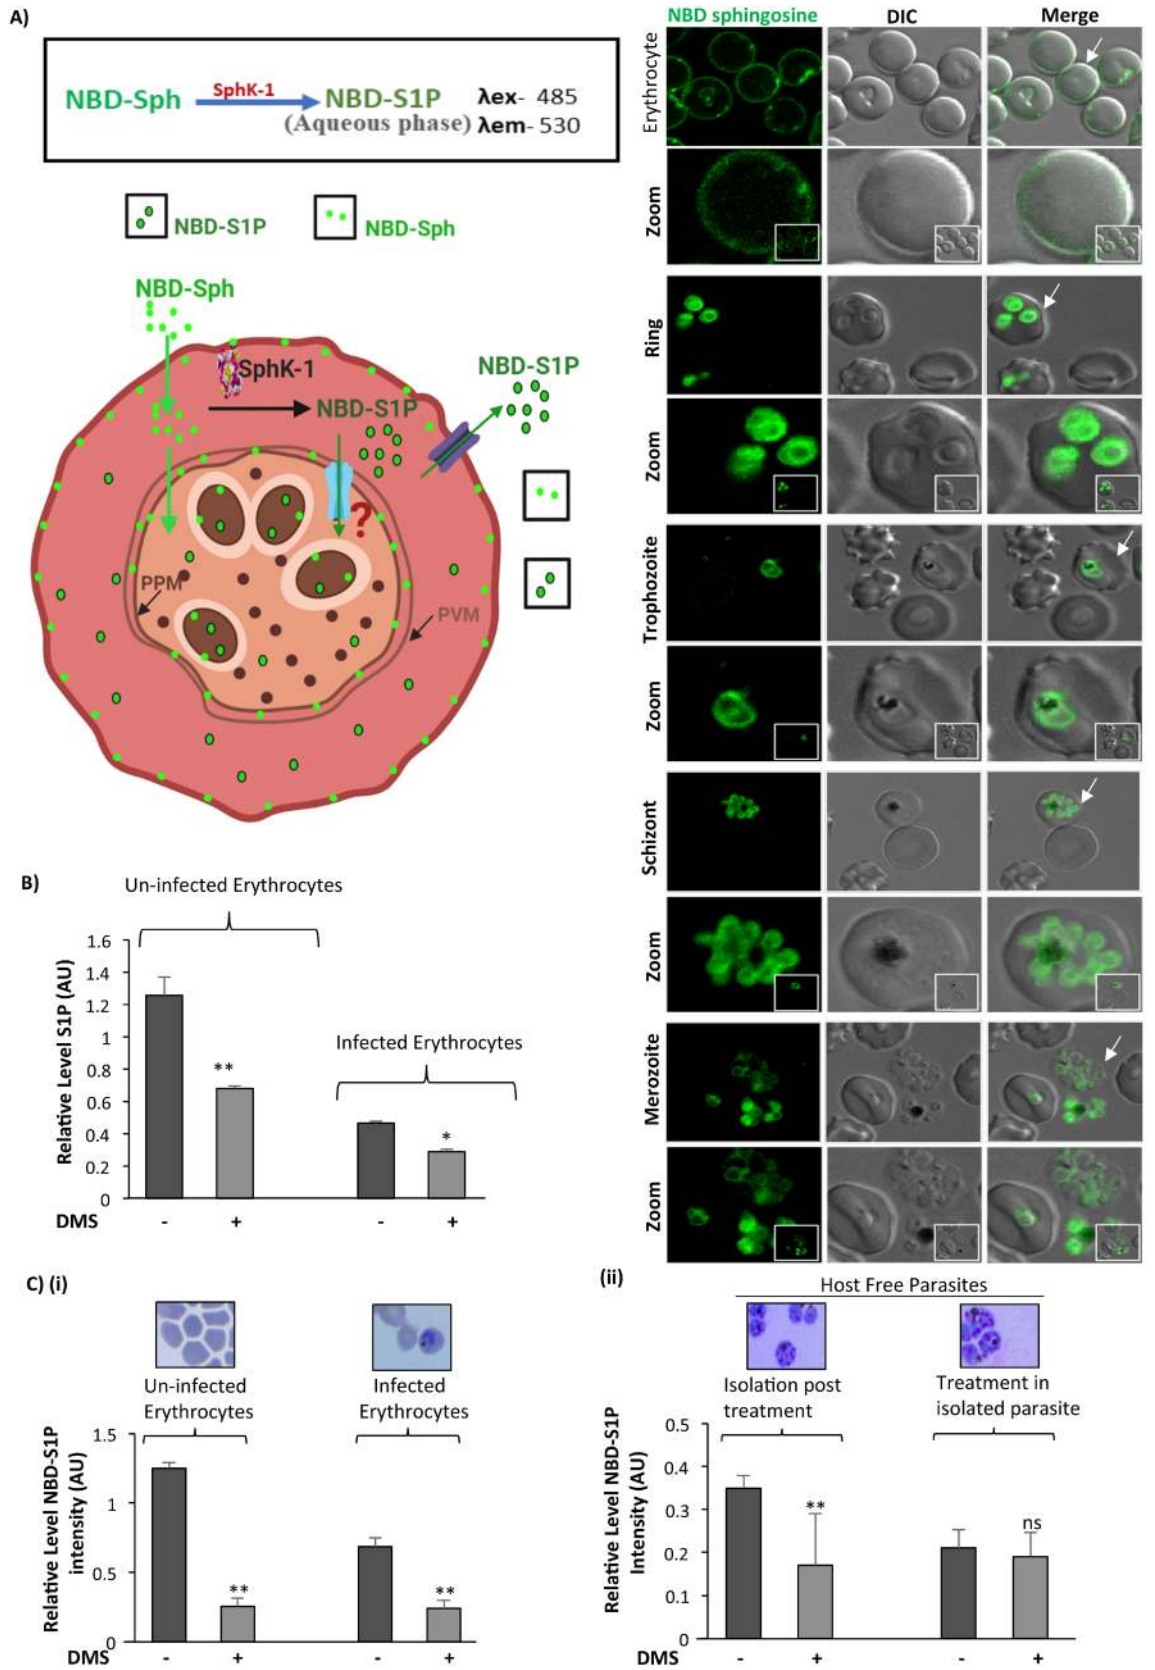 A)
NBD-Sph SphK-1 NBD-S1P λex- 485
(Aqueous phase) λem- 530
NBD-S1P NBD-Sph
NBD-Sph
SphK-1
NBD-S1P
NBD-S1P
?
PPM
PVM
NBD sphingosine DIC Merge
Erythrocyte
Zoom
Ring
Zoom
Trophozoite
Zoom
Schizont
Zoom
Merozoite
Zoom
B)
Un-infected Erythrocytes
Infected Erythrocytes
Relative Level S1P (AU)
1.6
1.4
1.2
1
0.8
0.6
0.4
0.2
0
**
*
DMS - + - +
C) (i)
Un-infected
Erythrocytes
Infected
Erythrocytes
Relative Level NBD-S1P
intensity (AU)
1.5
1
0.5
0
**
**
DMS - + - +
(ii)
Host Free Parasites
Isolation post
treatment
Treatment in
isolated parasite
Relative Level NBD-S1P
Intensity (AU)
0.5
0.4
0.3
0.2
0.1
0
**
ns
DMS - + - +